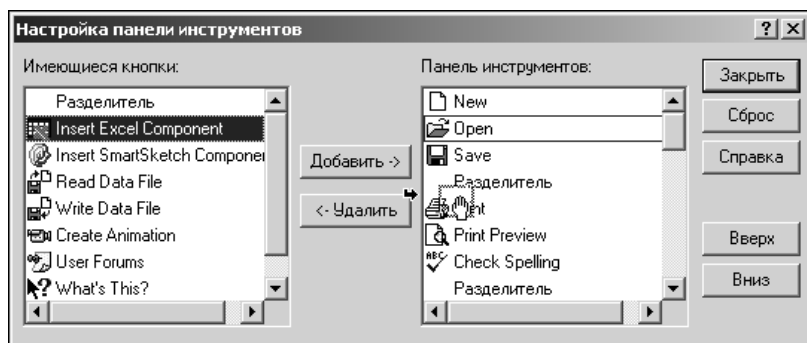 Настройка панели инструментов
Имеющиеся кнопки:
Разделитель
Insert Excel Component
Insert SmartSketch Componer
Read Data File
Write Data File
Create Animation
User Forums
What's This?
Добавить ->
<- Удалить
Панель инструментов:
New
Open
Save
Разделитель
Print Preview
Check Spelling
Разделитель
Закрыть
Сброс
Справка
Вверх
Вниз